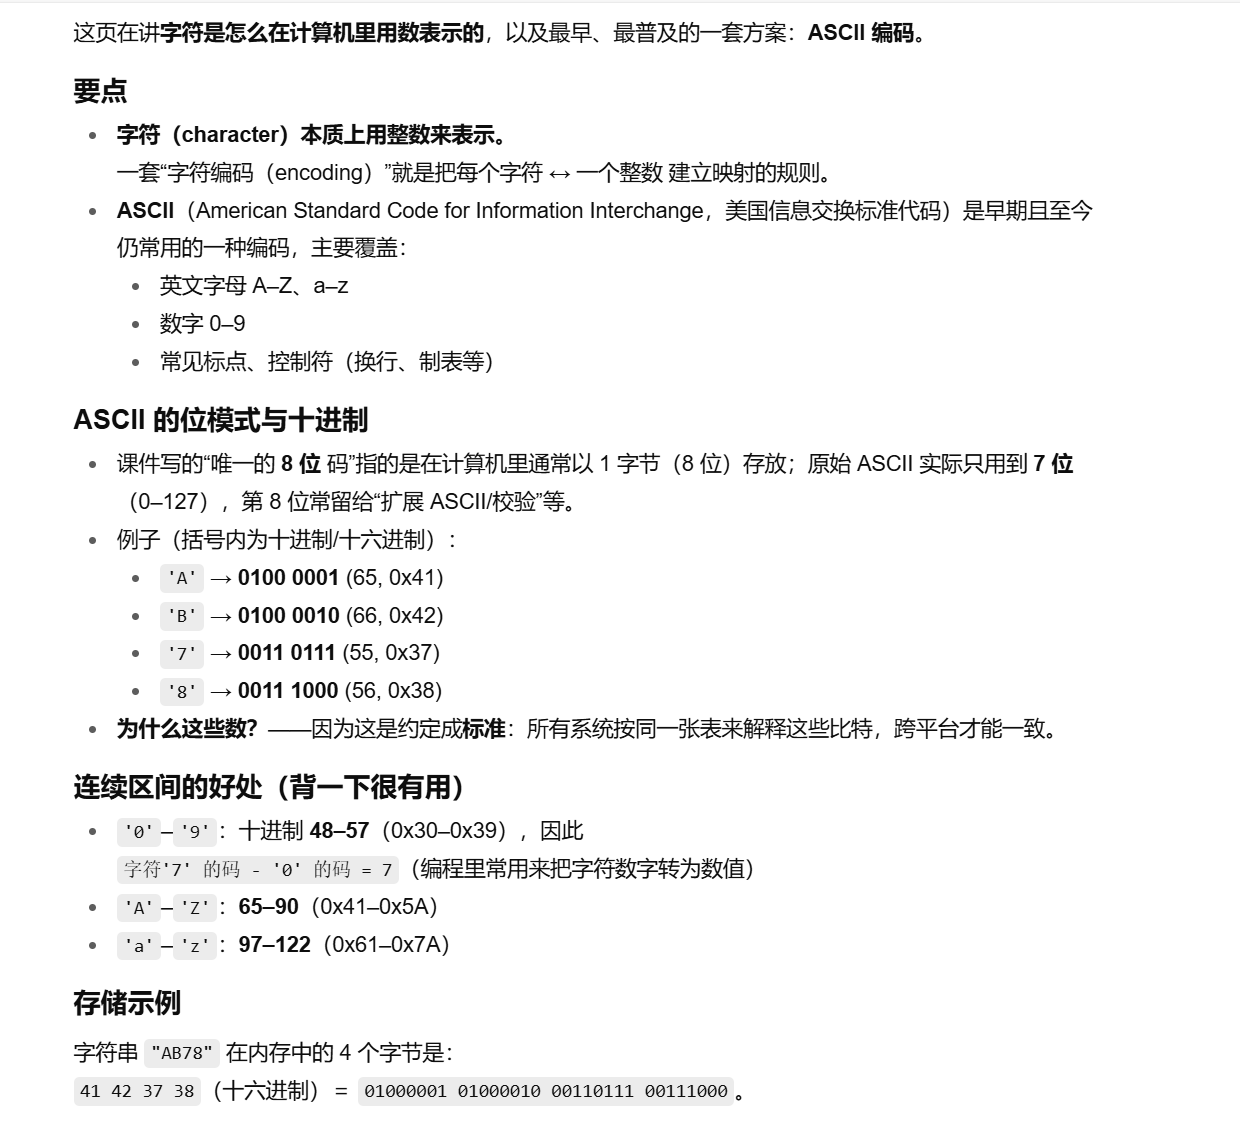 这页在讲字符是怎么在计算机里用数表示的，以及最早、最普及的一套方案：ASCII 编码。
要点
字符（character）本质上用整数来表示。
一套“字符编码（encoding）”就是把每个字符 ↔ 一个整数 建立映射的规则。
ASCII（American Standard Code for Information Interchange，美国信息交换标准代码）是早期且至今
仍常用的一种编码，主要覆盖：
英文字母 A–Z、a–z
数字 0–9
常见标点、控制符（换行、制表等）
ASCII 的位模式与十进制
课件写的“唯一的 8 位 码”指的是在计算机里通常以 1 字节（8 位）存放；原始 ASCII 实际只用到 7 位
（0–127），第 8 位常留给“扩展 ASCII/校验”等。
例子（括号内为十进制/十六进制）：
'A' → 0100 0001 (65, 0x41)
'B' → 0100 0010 (66, 0x42)
'7' → 0011 0111 (55, 0x37)
'8' → 0011 1000 (56, 0x38)
为什么这些数？——因为这是约定成标准：所有系统按同一张表来解释这些比特，跨平台才能一致。
连续区间的好处（背一下很有用）
'0'–'9'：十进制 48–57（0x30–0x39），因此
字符'7' 的码 - '0' 的码 = 7（编程里常用来把字符数字转为数值）
'A'–'Z'：65–90（0x41–0x5A）
'a'–'z'：97–122（0x61–0x7A）
存储示例
字符串 "AB78" 在内存中的 4 个字节是：
41 42 37 38（十六进制）= 01000001 01000010 00110111 00111000。